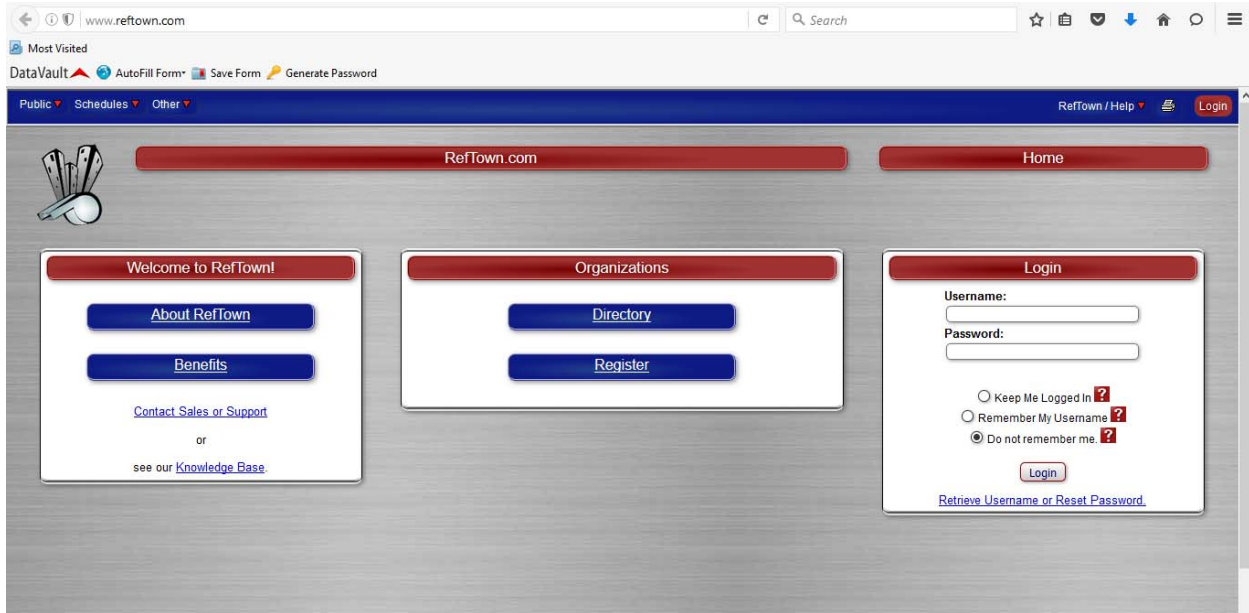 www.reftown.com
Search
Most Visited
DataVault AutoFill Form Save Form Generate Password
Public Schedules Other RefTown / Help Login
RefTown.com
Home
Welcome to RefTown!
About RefTown
Benefits
Contact Sales or Support
or
see our Knowledge Base.
Organizations
Directory
Register
Login
Username:
Password:
Keep Me Logged In ?
Remember My Username ?
Do not remember me. ?
Login
Retrieve Username or Reset Password.